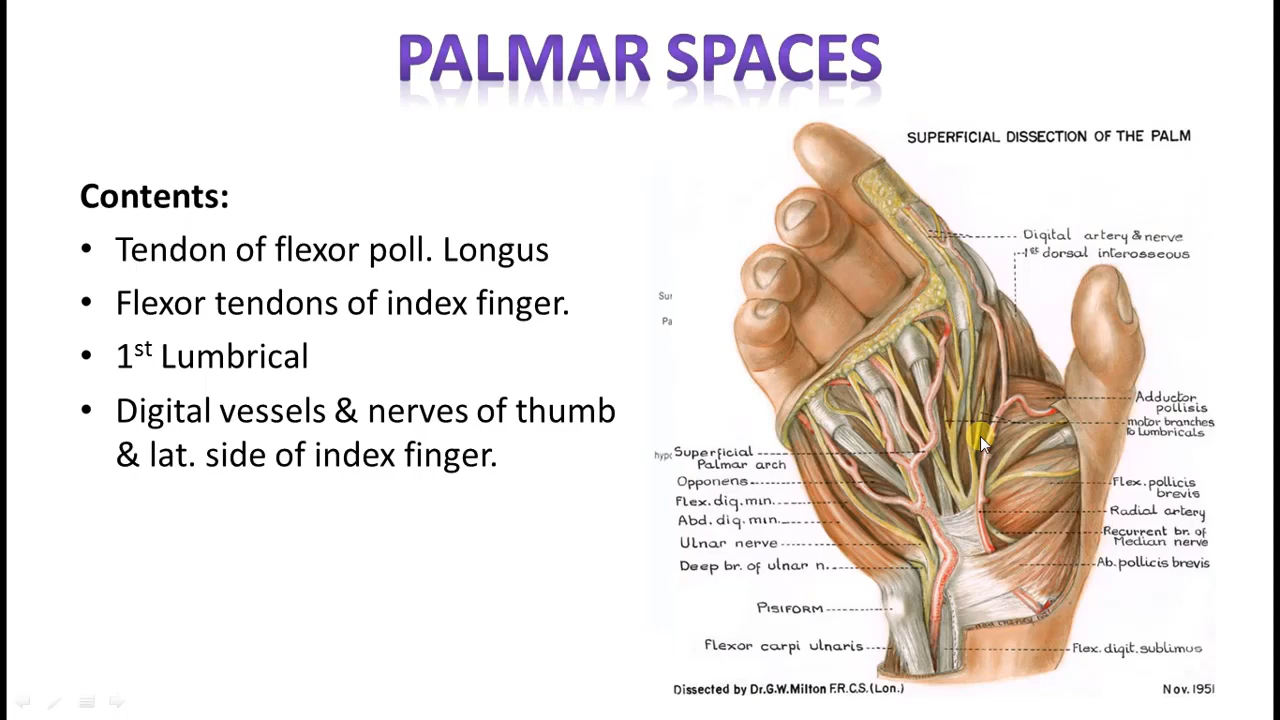 PALMAR SPACES
Contents:
• Tendon of flexor poll. Longus
• Flexor tendons of index finger.
• 1st Lumbrical
• Digital vessels & nerves of thumb
& lat. side of index finger.
SUPERFICIAL DISSECTION OF THE PALM
Digital artery & nerve
1st dorsal interosseous
Sur
Pa
Adductor
pollisis
motor branches
to lumbricals
hypo
Superficial
Palmar arch
Opponens
Flex. dig. min.
Abd. dig. min.
Ulnar nerve
Deep br. of ulnar n.
PISIFORM
Flexor carpi ulnaris
Flex. pollicis
brevis
Radial artery
Recurrent br. of
Median nerve
Ab. pollicis brevis
Flex. digit. sublimus
Dissected by Dr. G.W. Milton F.R.C.S. (Lon.)
Nov. 1951